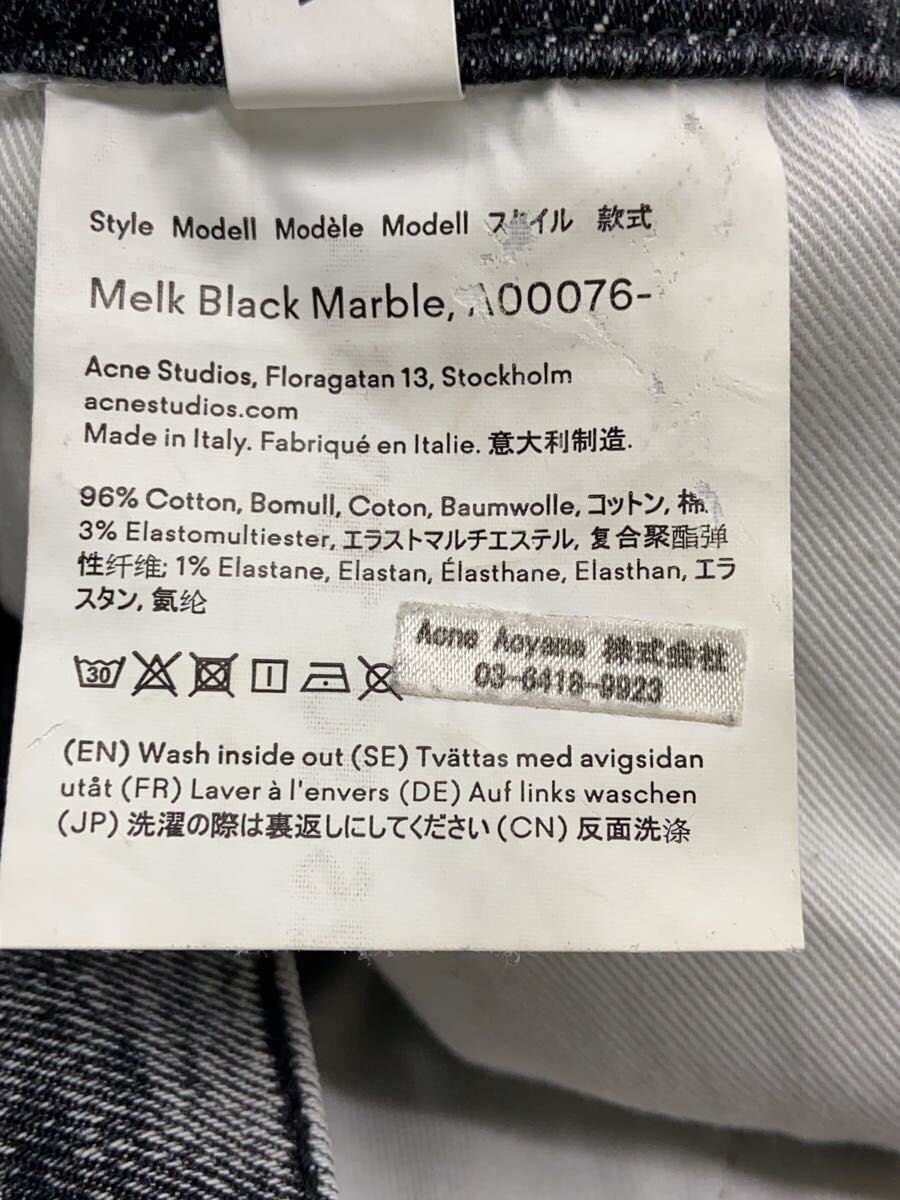 Style Modell Modèle Modell スタイル 款式
Melk Black Marble, A00076-
Acne Studios, Floragatan 13, Stockholm
acnestudios.com
Made in Italy. Fabriqué en Italie. 意大利制造.
96% Cotton, Bomull, Coton, Baumwolle, コットン, 棉.
3% Elastomultiester, エラストマルチエステル, 复合聚酯弹
性纤维; 1% Elastane, Elastan, Élasthane, Elasthan, エラ
スタン, 氨纶
Acne Aoyama 株式会社
03-6418-9923
30
(EN) Wash inside out (SE) Tvättas med avigsidan
utåt (FR) Laver à l'envers (DE) Auf links waschen
(JP) 洗濯の際は裏返しにしてください (CN) 反面洗涤